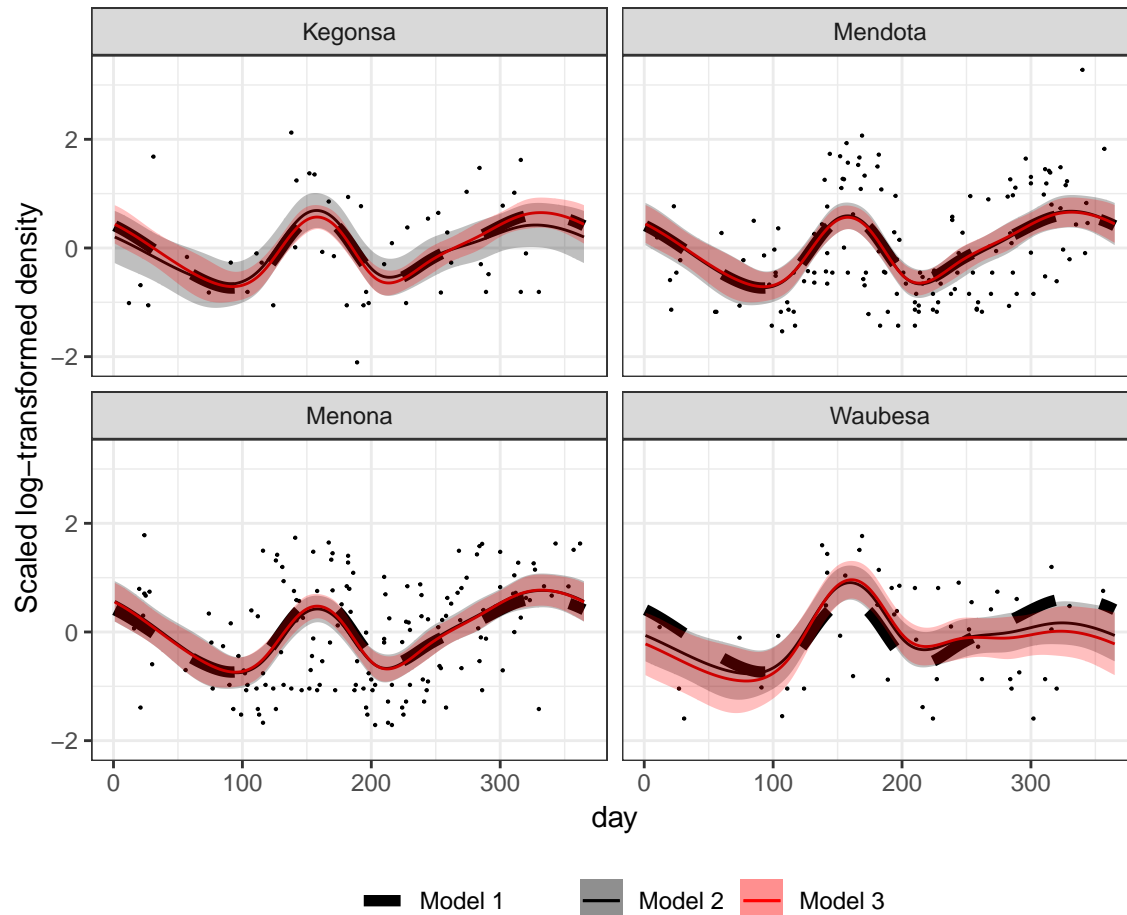 Kegonsa
Mendota
2
0
−2
Menona
Waubesa
2
0
−2
0
100
200
300
0
100
200
300
Scaled log−transformed density
day
Model 1
Model 2
Model 3